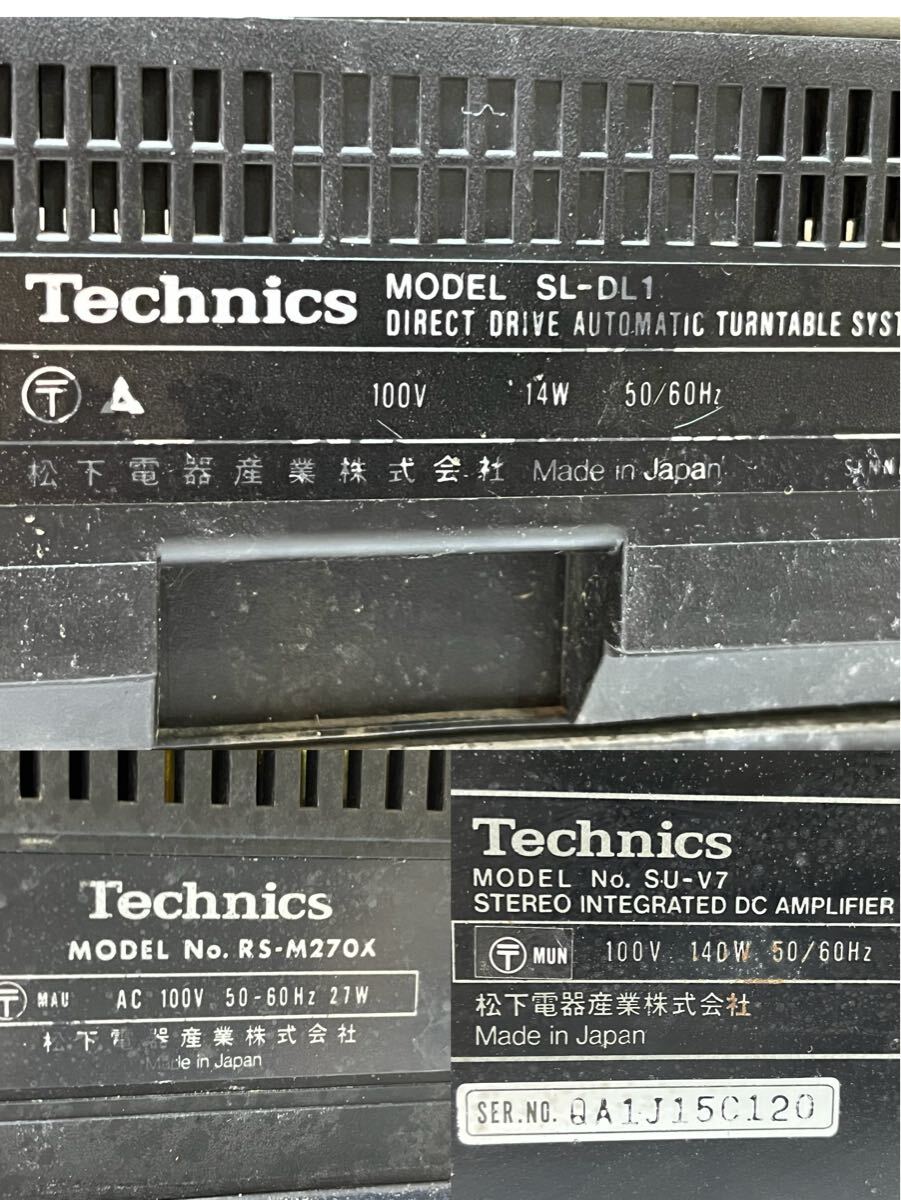 Technics MODEL SL-DL1
DIRECT DRIVE AUTOMATIC TURNTABLE SYST
〒 100V 14W 50/60Hz
松下電器産業株式会社 Made in Japan
Technics
MODEL No. RS-M270X
〒 MAU AC 100V 50-60Hz 27W
松下電器産業株式会社
Made in Japan
Technics
MODEL No. SU-V7
STEREO INTEGRATED DC AMPLIFIER
〒 MUN 100V 140W 50/60Hz
松下電器産業株式会社
Made in Japan
SER.NO. QA1J15C120